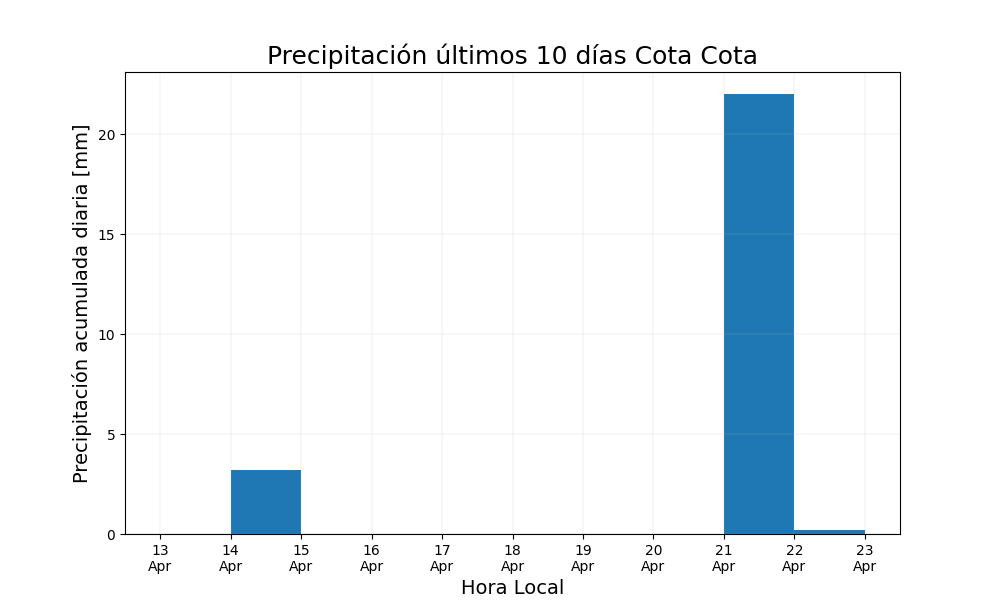 Precipitación últimos 10 días Cota Cota
Precipitación acumulada diaria [mm]
20
15
10
5
0
13 14 15 16 17 18 19 20 21 22 23
Apr Apr Apr Apr Apr Apr Apr Apr Apr Apr Apr
Hora Local